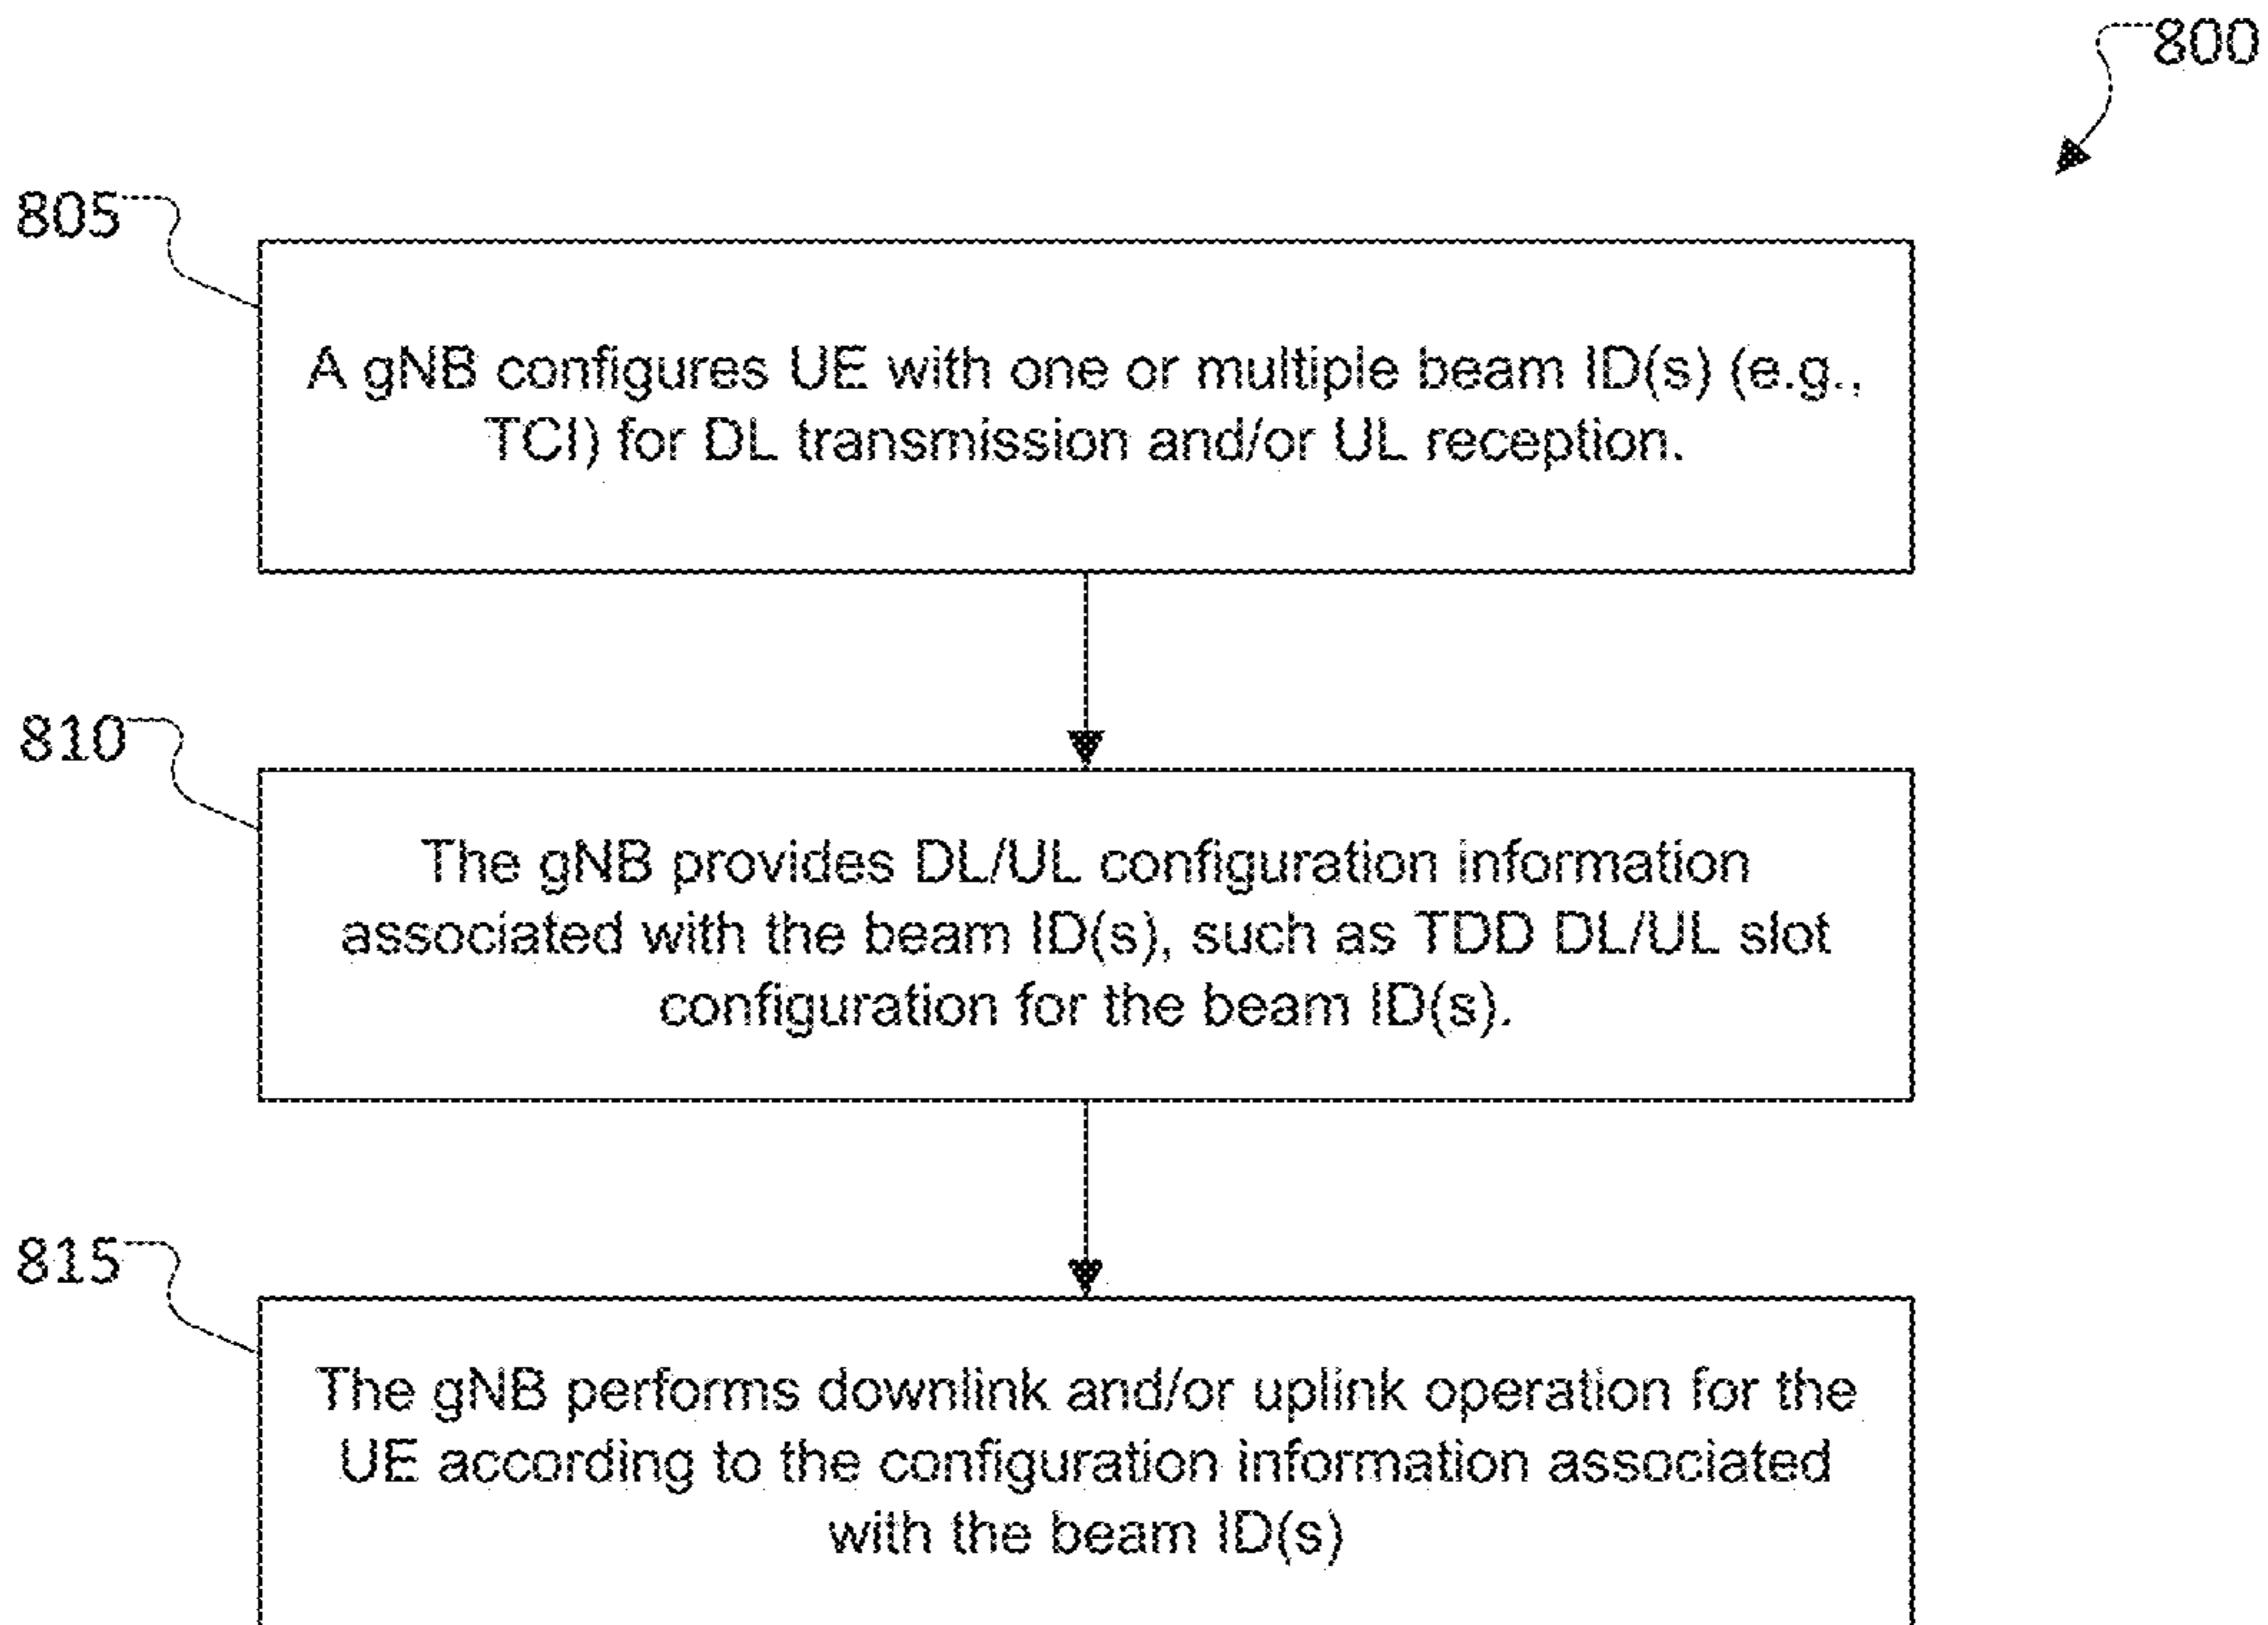 800
805
A gNB configures UE with one or multiple beam ID(s) (e.g.,
TCI) for DL transmission and/or UL reception.
810
The gNB provides DL/UL configuration information
associated with the beam ID(s), such as TDD DL/UL slot
configuration for the beam ID(s).
815
The gNB performs downlink and/or uplink operation for the
UE according to the configuration information associated
with the beam ID(s)